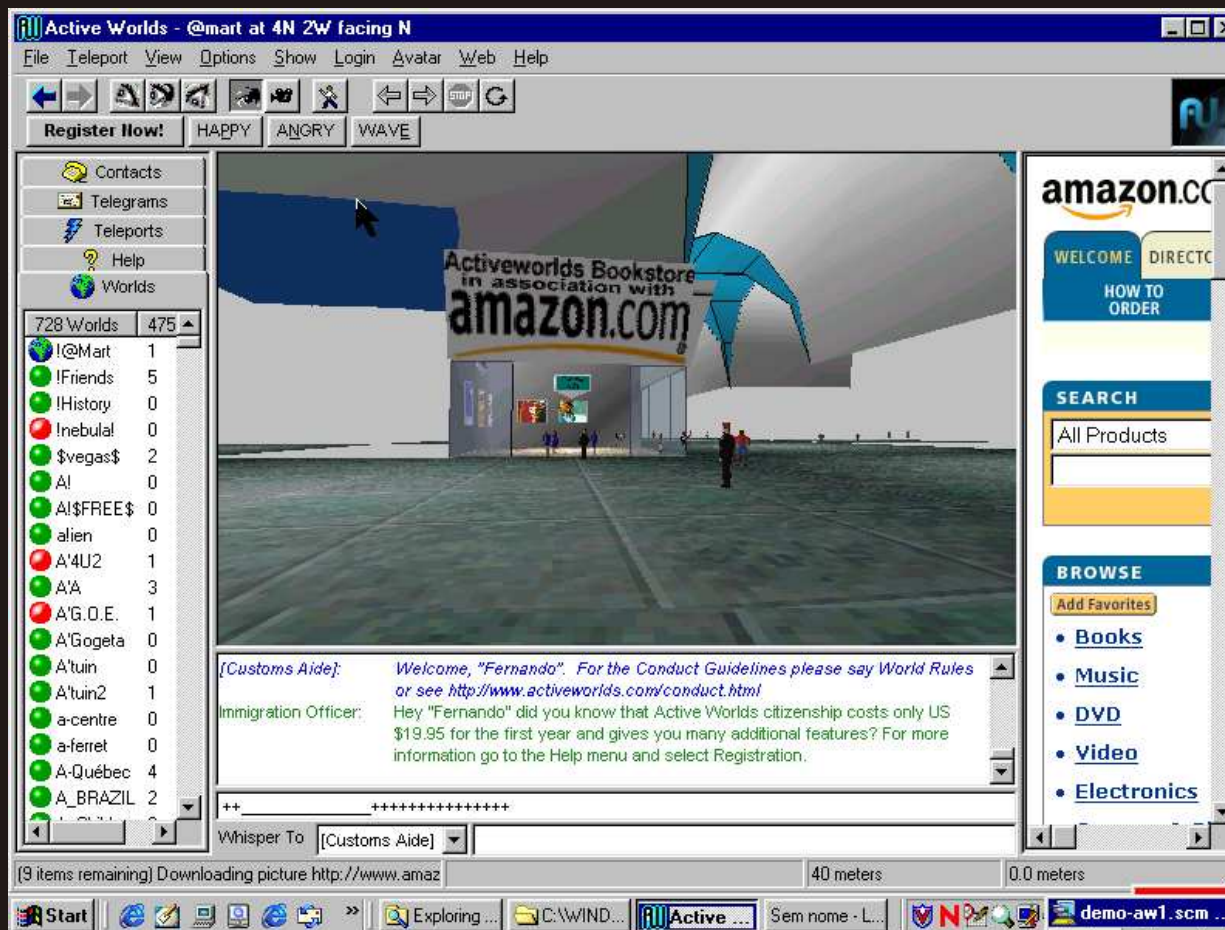 Active Worlds - @mart at 4N 2W facing N
File Teleport View Options Show Login Avatar Web Help
STOP
Register Now! HAPPY ANGRY WAVE
Contacts
Telegrams
Teleports
Help
Worlds
728 Worlds 475
!@Mart 1
!Friends 5
!History 0
!nebula! 0
$vegas$ 2
A! 0
A!$FREE$ 0
alien 0
A'4U2 1
A'A 3
A'G.O.E. 1
A'Gogeta 0
A'tuin 0
A'tuin2 1
a-centre 0
a-ferret 0
A-Québec 4
A_BRAZIL 2
Activeworlds Bookstore
in association with
amazon.com
[Customs Aide]: Welcome, "Fernando". For the Conduct Guidelines please say World Rules
or see http://www.activeworlds.com/conduct.html
Immigration Officer: Hey "Fernando" did you know that Active Worlds citizenship costs only US
$19.95 for the first year and gives you many additional features? For more
information go to the Help menu and select Registration.
++____________+++++++++++++++
Whisper To [Customs Aide]
amazon.co
WELCOME DIRECTO
HOW TO
ORDER
SEARCH
All Products
BROWSE
Add Favorites
• Books
• Music
• DVD
• Video
• Electronics
(9 items remaining) Downloading picture http://www.amaz 40 meters 0.0 meters
Start » Exploring ... C:\WIND... Active ... Sem nome - L... demo-aw1.scm ...